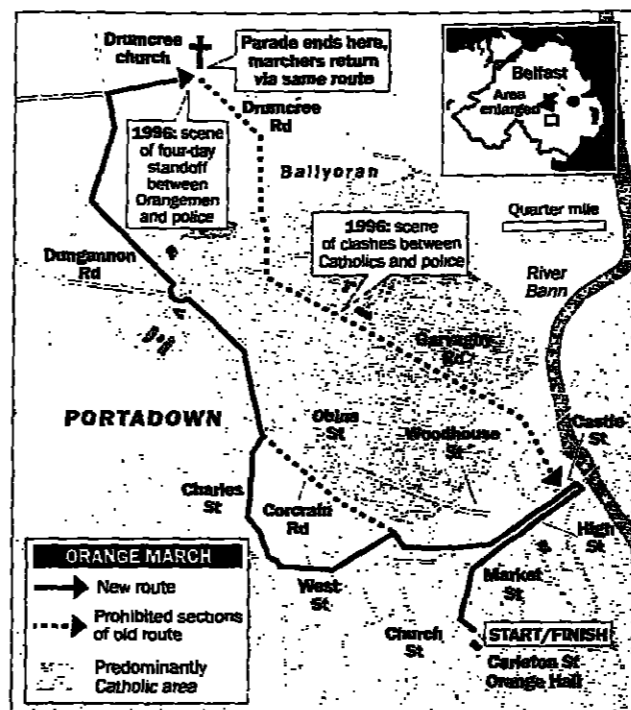 Drumcree
church
Parade ends here,
marchers return
via same route
Belfast
Area
enlarged
Drumcree
Rd
1996: scene
of four-day
standoff
between
Orangemen
and police
Ballyoran
Quarter mile
1996: scene
of clashes between
Catholics and police
Dungannon
Rd
River
Bann
Garvaghy
Rd
PORTADOWN
Obins
St
Woodhouse
St
Castle
St
Charles
St
Corcrain
Rd
High
St
ORANGE MARCH
New route
Prohibited sections
of old route
Predominantly
Catholic area
West
St
Market
St
Church
St
START/FINISH
Carleton St
Orange Hall